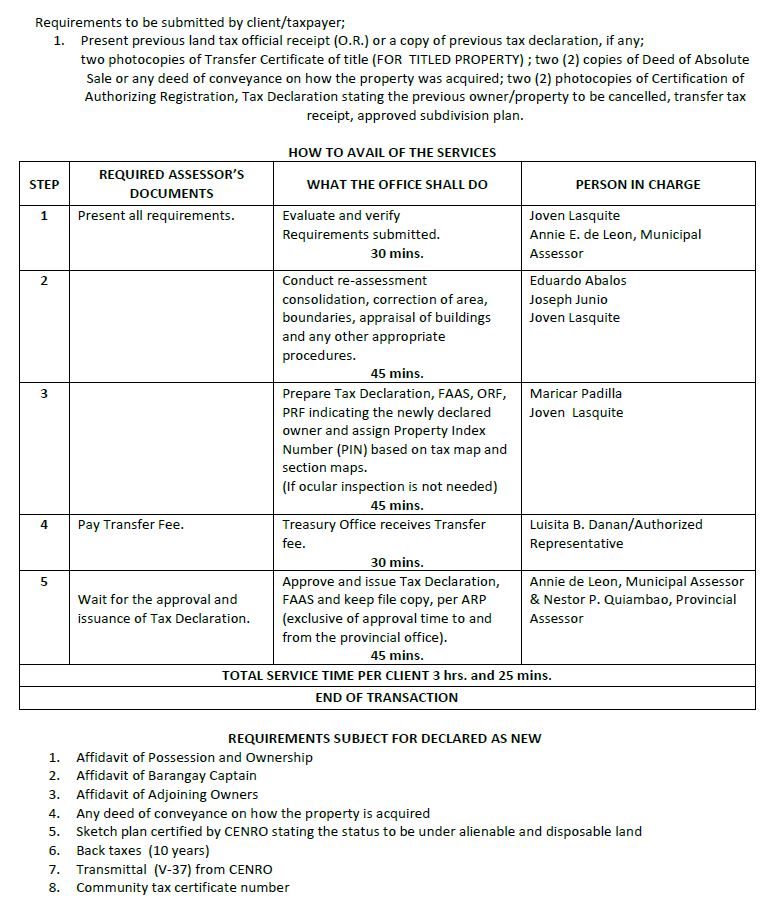 Requirements to be submitted by client/taxpayer;
1. Present previous land tax official receipt (O.R.) or a copy of previous tax declaration, if any;
two photocopies of Transfer Certificate of title (FOR TITLED PROPERTY) ; two (2) copies of Deed of Absolute
Sale or any deed of conveyance on how the property was acquired; two (2) photocopies of Certification of
Authorizing Registration, Tax Declaration stating the previous owner/property to be cancelled, transfer tax
receipt, approved subdivision plan.
HOW TO AVAIL OF THE SERVICES
STEP
REQUIRED ASSESSOR'S
DOCUMENTS
WHAT THE OFFICE SHALL DO
PERSON IN CHARGE
1
Present all requirements.
Evaluate and verify
Requirements submitted.
30 mins.
Joven Lasquite
Annie E. de Leon, Municipal
Assessor
2
Conduct re-assessment
consolidation, correction of area,
boundaries, appraisal of buildings
and any other appropriate
procedures.
45 mins.
Eduardo Abalos
Joseph Junio
Joven Lasquite
3
Prepare Tax Declaration, FAAS, ORF,
PRF indicating the newly declared
owner and assign Property Index
Number (PIN) based on tax map and
section maps.
(If ocular inspection is not needed)
45 mins.
Maricar Padilla
Joven Lasquite
4
Pay Transfer Fee.
Treasury Office receives Transfer
fee.
30 mins.
Luisita B. Danan/Authorized
Representative
5
Wait for the approval and
issuance of Tax Declaration.
Approve and issue Tax Declaration,
FAAS and keep file copy, per ARP
(exclusive of approval time to and
from the provincial office).
45 mins.
Annie de Leon, Municipal Assessor
& Nestor P. Quiambao, Provincial
Assessor
TOTAL SERVICE TIME PER CLIENT 3 hrs. and 25 mins.
END OF TRANSACTION
REQUIREMENTS SUBJECT FOR DECLARED AS NEW
1. Affidavit of Possession and Ownership
2. Affidavit of Barangay Captain
3. Affidavit of Adjoining Owners
4. Any deed of conveyance on how the property is acquired
5. Sketch plan certified by CENRO stating the status to be under alienable and disposable land
6. Back taxes (10 years)
7. Transmittal (V-37) from CENRO
8. Community tax certificate number